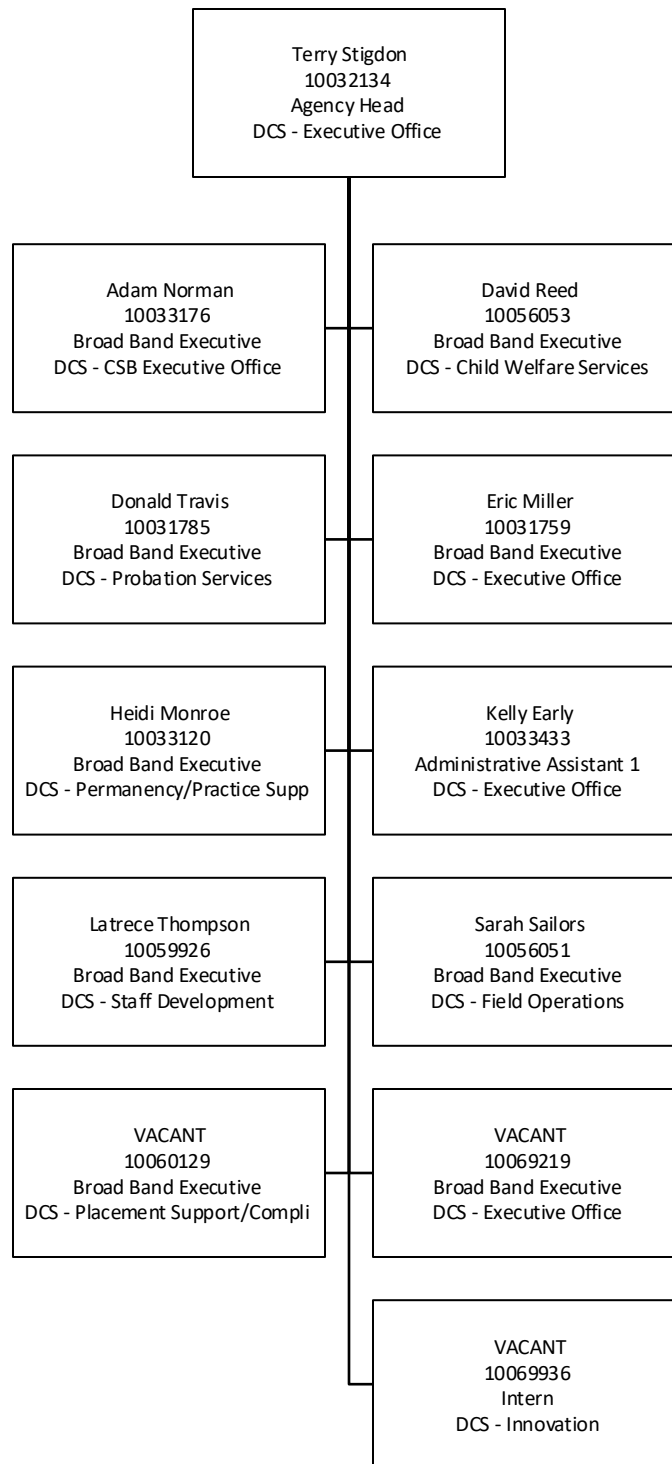 Terry Stigdon
10032134
Agency Head
DCS - Executive Office
Adam Norman
10033176
Broad Band Executive
DCS - CSB Executive Office
David Reed
10056053
Broad Band Executive
DCS - Child Welfare Services
Donald Travis
10031785
Broad Band Executive
DCS - Probation Services
Eric Miller
10031759
Broad Band Executive
DCS - Executive Office
Heidi Monroe
10033120
Broad Band Executive
DCS - Permanency/Practice Supp
Kelly Early
10033433
Administrative Assistant 1
DCS - Executive Office
Latrece Thompson
10059926
Broad Band Executive
DCS - Staff Development
Sarah Sailors
10056051
Broad Band Executive
DCS - Field Operations
VACANT
10060129
Broad Band Executive
DCS - Placement Support/Compli
VACANT
10069219
Broad Band Executive
DCS - Executive Office
VACANT
10069936
Intern
DCS - Innovation